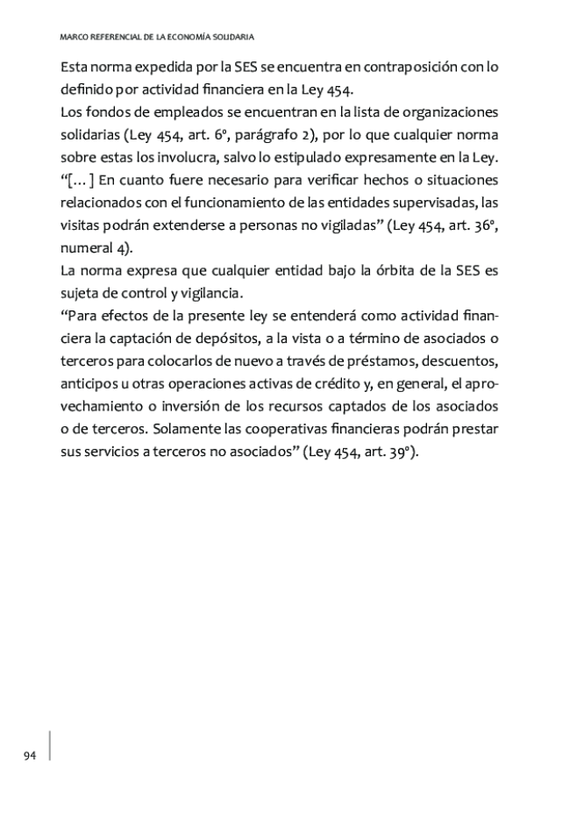 MARCO REFERENCIAL DE LA ECONOMÍA SOLIDARIA
Esta norma expedida por la SES se encuentra en contraposición con lo
definido por actividad financiera en la Ley 454.
Los fondos de empleados se encuentran en la lista de organizaciones
solidarias (Ley 454, art. 6º, parágrafo 2), por lo que cualquier norma
sobre estas los involucra, salvo lo estipulado expresamente en la Ley.
“[… ] En cuanto fuere necesario para verificar hechos o situaciones
relacionados con el funcionamiento de las entidades supervisadas, las
visitas podrán extenderse a personas no vigiladas” (Ley 454, art. 36º,
numeral 4).
La norma expresa que cualquier entidad bajo la órbita de la SES es
sujeta de control y vigilancia.
“Para efectos de la presente ley se entenderá como actividad finan-
ciera la captación de depósitos, a la vista o a término de asociados o
terceros para colocarlos de nuevo a través de préstamos, descuentos,
anticipos u otras operaciones activas de crédito y, en general, el apro-
vechamiento o inversión de los recursos captados de los asociados
o de terceros. Solamente las cooperativas financieras podrán prestar
sus servicios a terceros no asociados” (Ley 454, art. 39º).
94